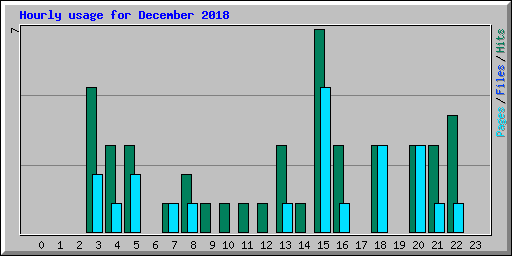 Hourly usage for December 2018
7
Pages/Files/Hits
0 1 2 3 4 5 6 7 8 9 10 11 12 13 14 15 16 17 18 19 20 21 22 23